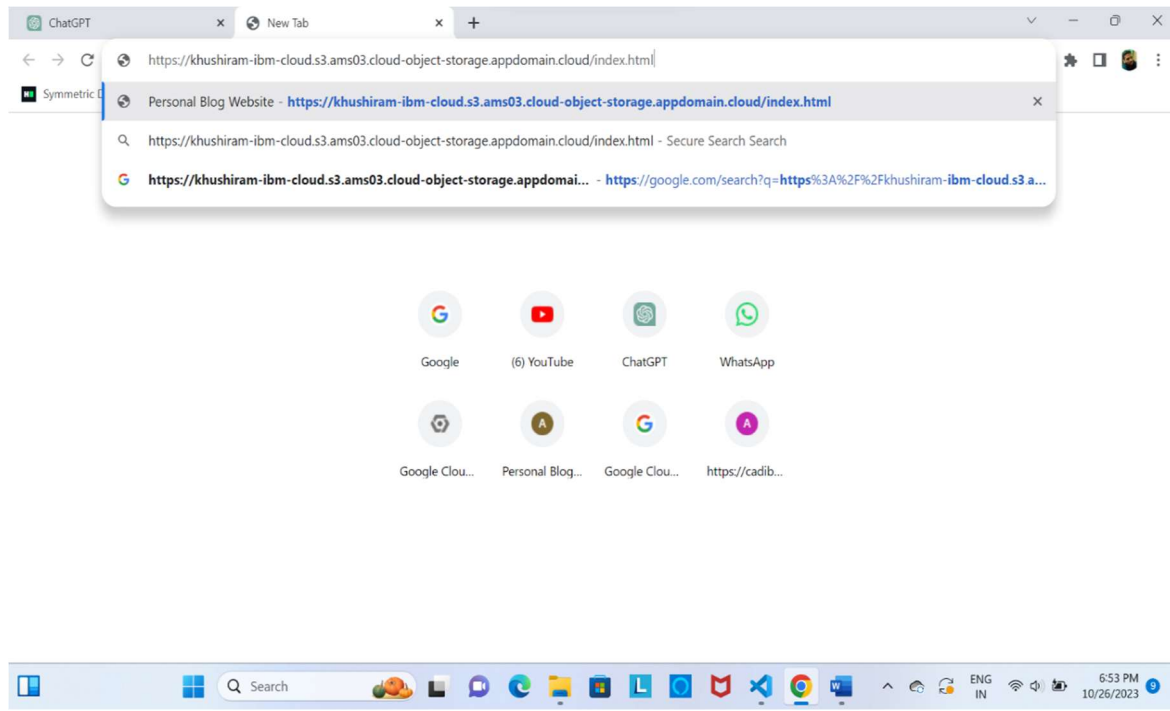 ChatGPT New Tab
https://khushiram-ibm-cloud.s3.ams03.cloud-object-storage.appdomain.cloud/index.html
Symmetric D
Personal Blog Website - https://khushiram-ibm-cloud.s3.ams03.cloud-object-storage.appdomain.cloud/index.html
https://khushiram-ibm-cloud.s3.ams03.cloud-object-storage.appdomain.cloud/index.html - Secure Search Search
https://khushiram-ibm-cloud.s3.ams03.cloud-object-storage.appdomai... - https://google.com/search?q=https%3A%2F%2Fkhushiram-ibm-cloud.s3.a...
Google (6) YouTube ChatGPT WhatsApp
A A
Google Clou... Personal Blog... Google Clou... https://cadib...
Search L W ENG 6:53 PM
IN 10/26/2023 9